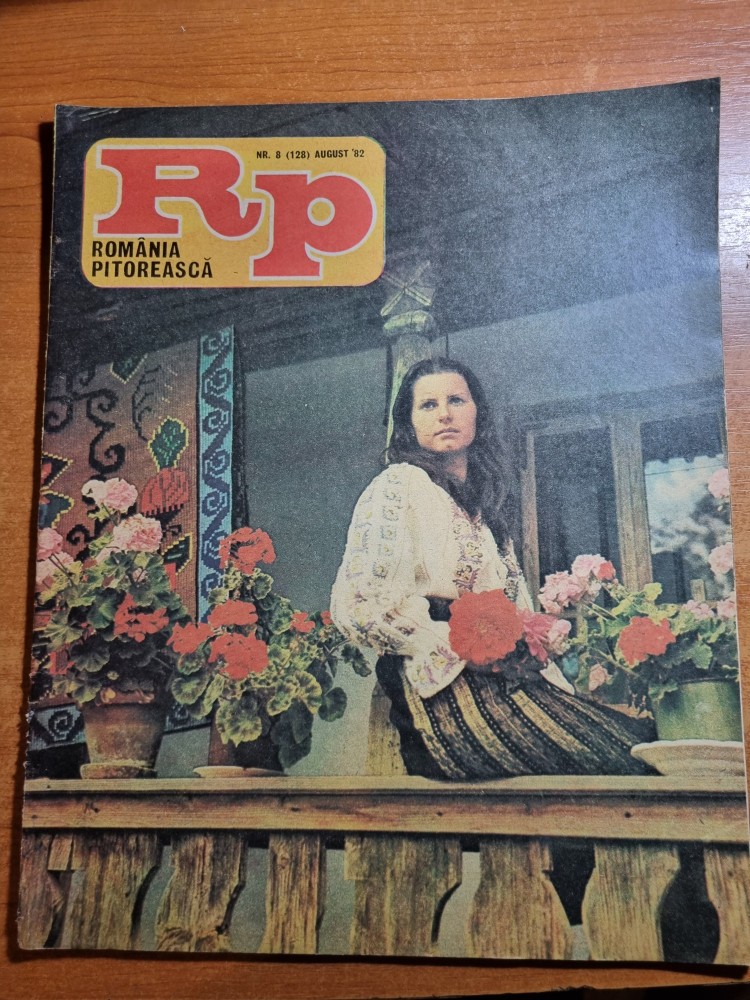 NR. 8 (128) AUGUST '82
Rp
ROMÂNIA
PITOREASCĂ